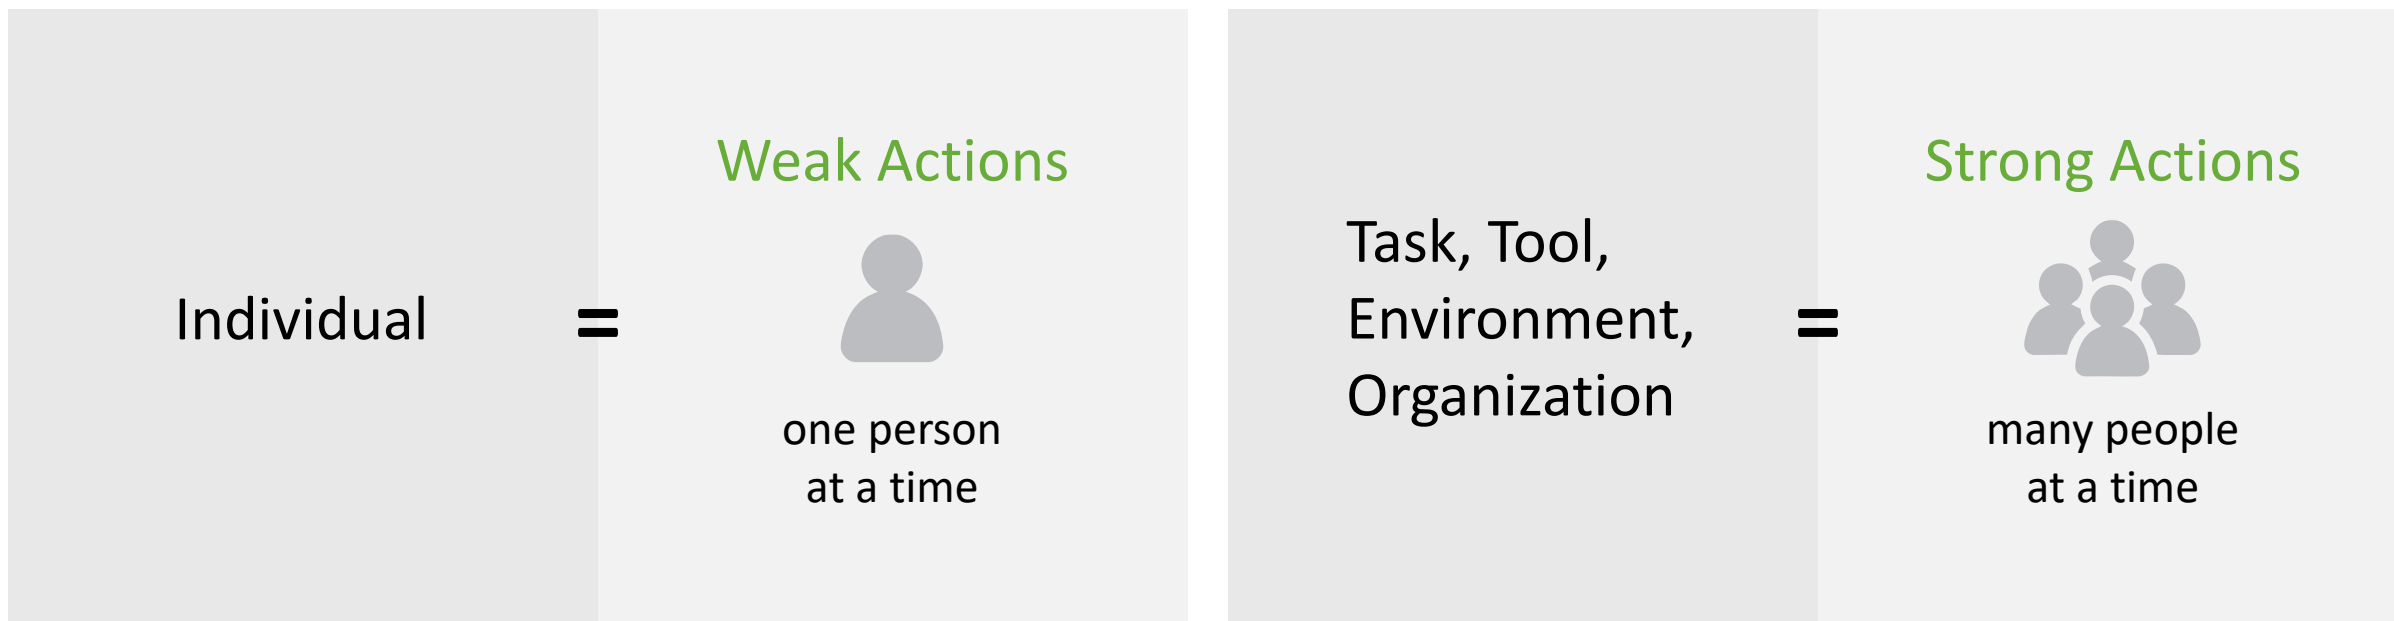 Individual
=
Weak Actions
one person
at a time
Task, Tool,
Environment,
Organization
=
Strong Actions
many people
at a time